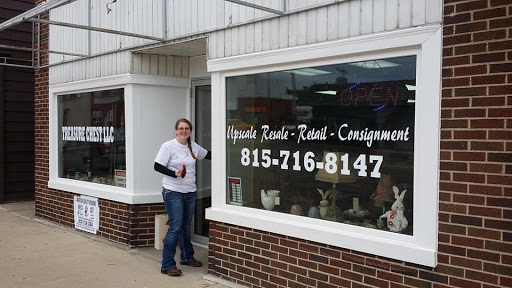 TREASURE CHEST LLC
OPEN
Upscale Resale - Retail - Consignment
815-716-8147